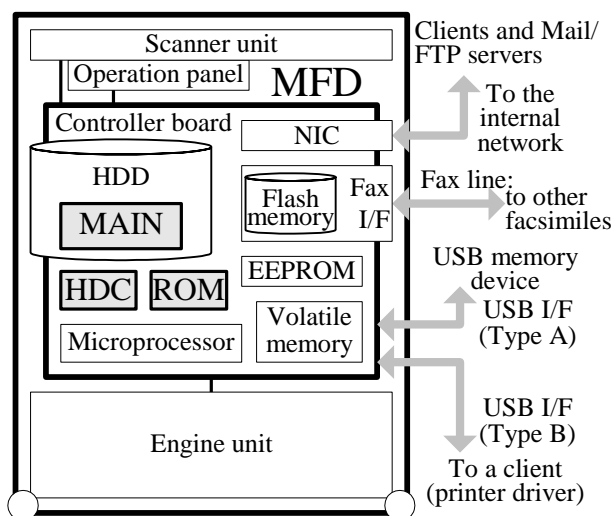 Scanner unit
Operation panel
MFD
Clients and Mail/
FTP servers
Controller board
NIC
To the
internal
network
HDD
MAIN
Flash
memory
Fax
I/F
Fax line:
to other
facsimiles
HDC
ROM
EEPROM
USB memory
device
Microprocessor
Volatile
memory
USB I/F
(Type A)
Engine unit
USB I/F
(Type B)
To a client
(printer driver)